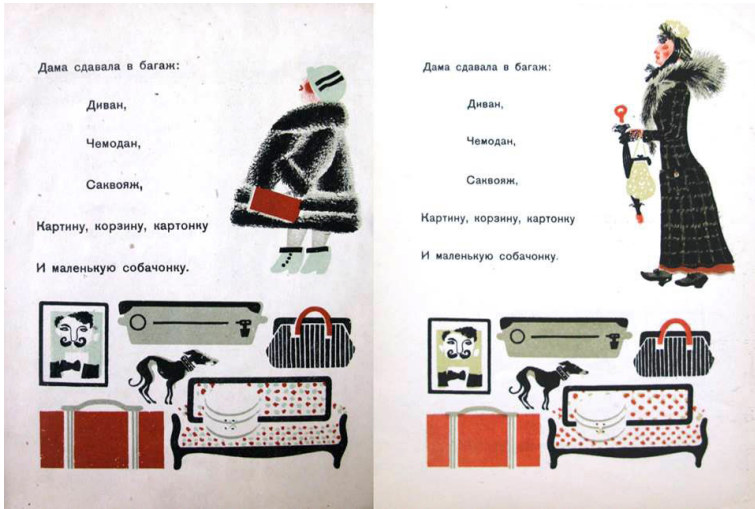 Дама сдавала в багаж:
Диван,
Чемодан,
Саквояж,
Картину, корзину, картонку
И маленькую собачонку.
Дама сдавала в багаж:
Диван,
Чемодан,
Саквояж,
Картину, корзину, картонку
И маленькую собачонку.